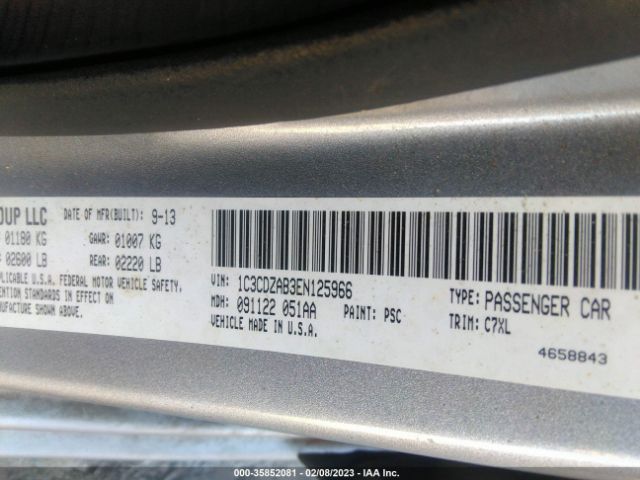 OUP LLC DATE OF MFR(BUILT): 9-13
01180 KG GAWR: 01007 KG
02600 LB REAR: 02220 LB
PLICABLE U.S.A. FEDERAL MOTOR VEHICLE SAFETY,
ENTION STANDARDS IN EFFECT ON
NUFACTURE SHOWN ABOVE.
VIN: 1C3CDZAB3EN125966 TYPE: PASSENGER CAR
MDH: 091122 051AA PAINT: PSC TRIM: C7XL
VEHICLE MADE IN U.S.A.
4658843
000-35852081 - 02/08/2023 - IAA Inc.